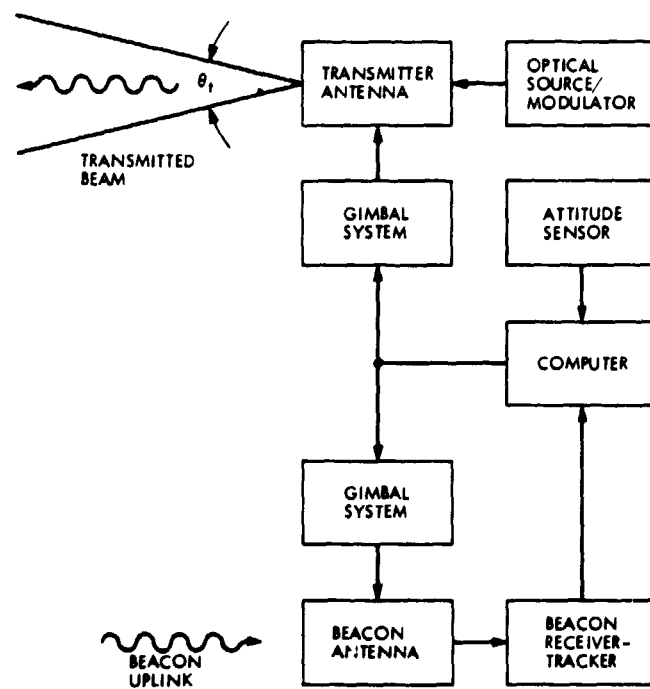 θt
TRANSMITTED
BEAM
TRANSMITTER
ANTENNA
OPTICAL
SOURCE/
MODULATOR
GIMBAL
SYSTEM
ATTITUDE
SENSOR
COMPUTER
GIMBAL
SYSTEM
BEACON
UPLINK
BEACON
ANTENNA
BEACON
RECEIVER-
TRACKER